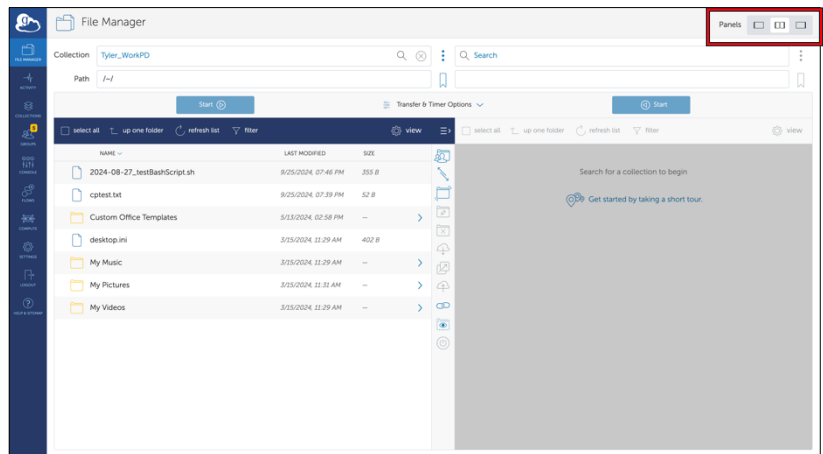 File Manager
Panels
FILE MANAGER
ACTIVITY
COLLECTIONS
GROUPS
5
CONSOLE
FLOWS
COMPUTE
SETTINGS
LOGOUT
HELP & SITEMAP
Collection Tyler_WorkPD
Search
Path /~/
Start
Transfer & Timer Options
Start
select all up one folder refresh list filter view
select all up one folder refresh list filter view
NAME LAST MODIFIED SIZE
2024-08-27_testBashScript.sh 9/25/2024, 07:46 PM 355 B
cptest.txt 9/25/2024, 07:39 PM 52 B
Custom Office Templates 5/13/2024, 02:58 PM —
desktop.ini 3/15/2024, 11:29 AM 402 B
My Music 3/15/2024, 11:29 AM —
My Pictures 3/15/2024, 11:31 AM —
My Videos 3/15/2024, 11:29 AM —
Search for a collection to begin
Get started by taking a short tour.